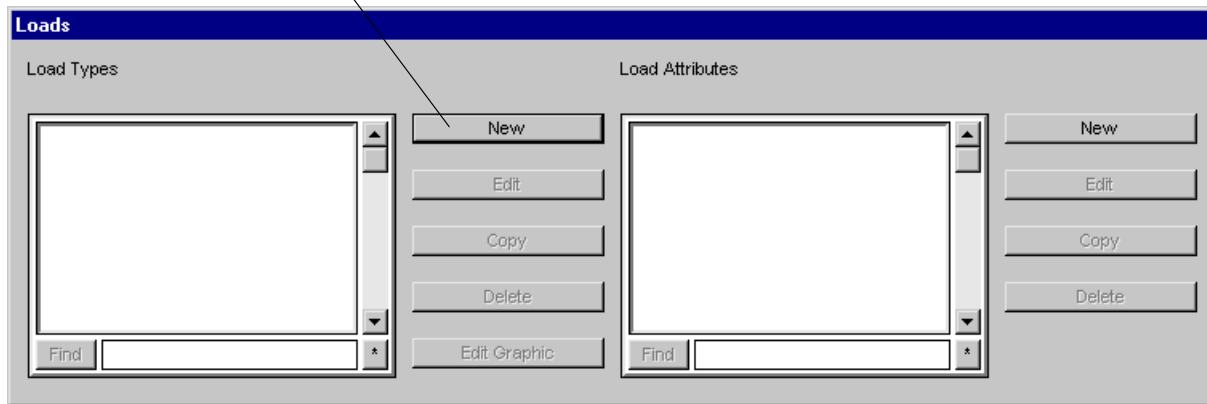 Loads
Load Types
Load Attributes
New
New
Edit
Edit
Copy
Copy
Delete
Delete
Find
*
Edit Graphic
Find
*